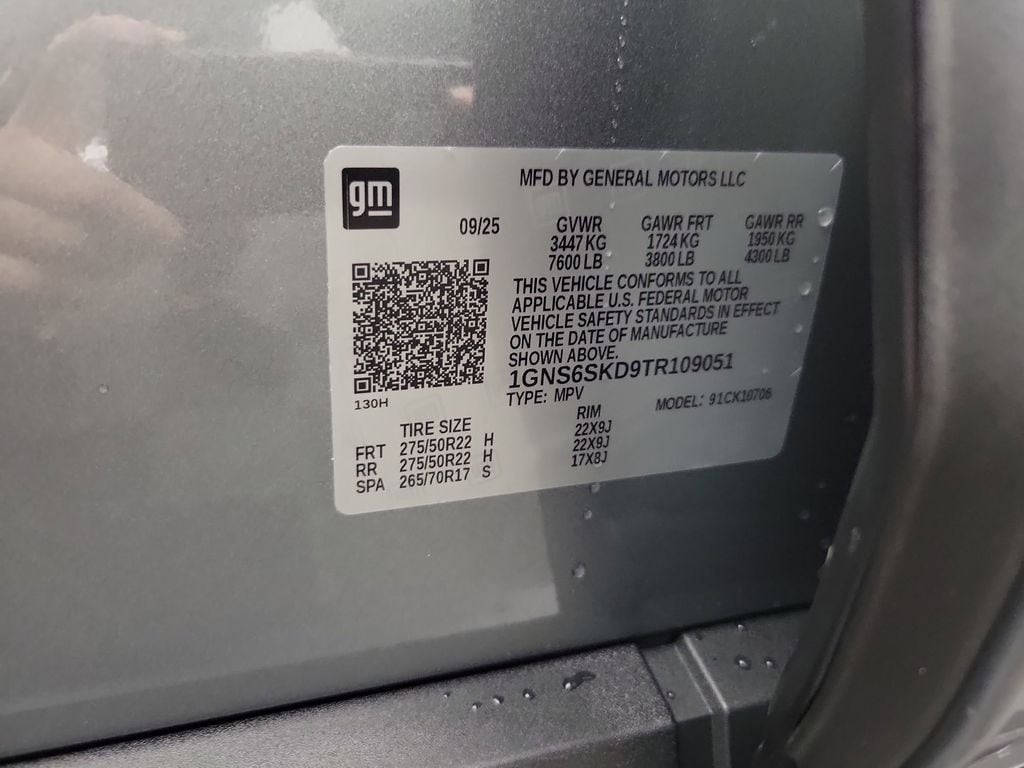 gm
MFD BY GENERAL MOTORS LLC
09/25
GVWR GAWR FRT GAWR RR
3447 KG 1724 KG 1950 KG
7600 LB 3800 LB 4300 LB
THIS VEHICLE CONFORMS TO ALL
APPLICABLE U.S. FEDERAL MOTOR
VEHICLE SAFETY STANDARDS IN EFFECT
ON THE DATE OF MANUFACTURE
SHOWN ABOVE.
1GNS6SKD9TR109051
TYPE: MPV MODEL: 91CK10706
130H
TIRE SIZE RIM
FRT 275/50R22 H 22X9J
RR 275/50R22 H 22X9J
SPA 265/70R17 S 17X8J